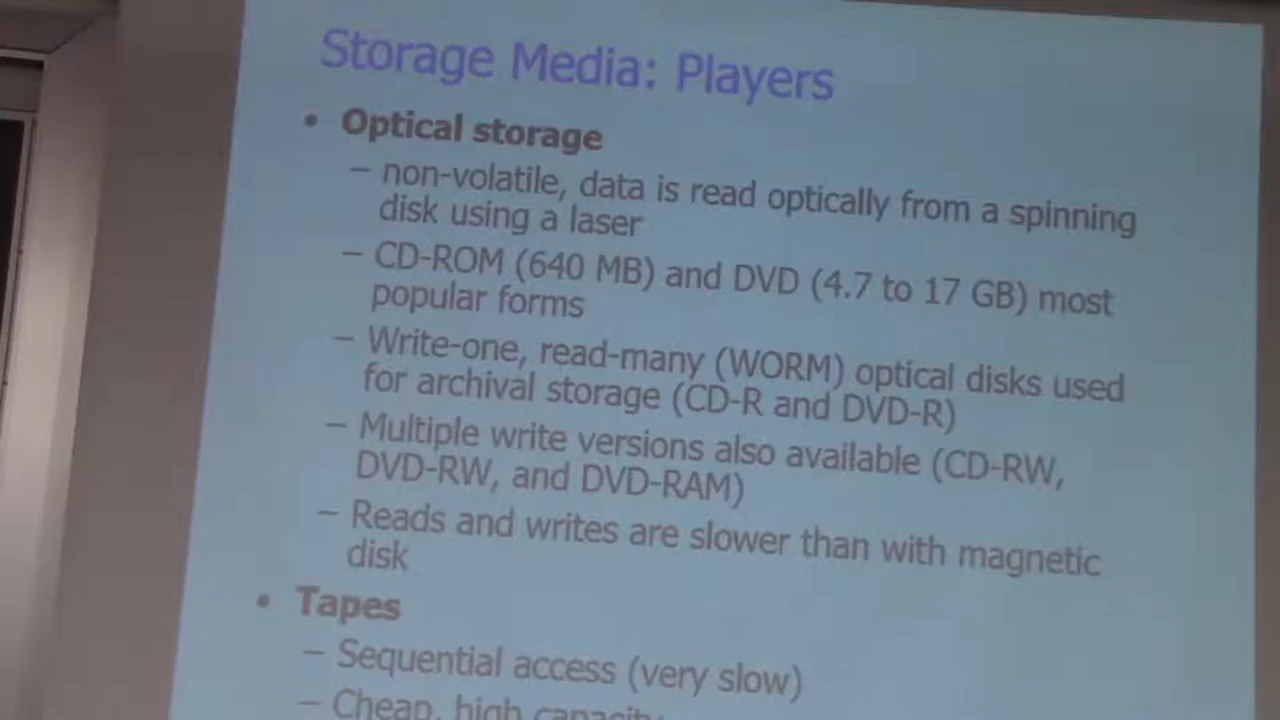 Storage Media: Players
• Optical storage
– non-volatile, data is read optically from a spinning
disk using a laser
– CD-ROM (640 MB) and DVD (4.7 to 17 GB) most
popular forms
– Write-one, read-many (WORM) optical disks used
for archival storage (CD-R and DVD-R)
– Multiple write versions also available (CD-RW,
DVD-RW, and DVD-RAM)
– Reads and writes are slower than with magnetic
disk
• Tapes
– Sequential access (very slow)
– Cheap, high capacity